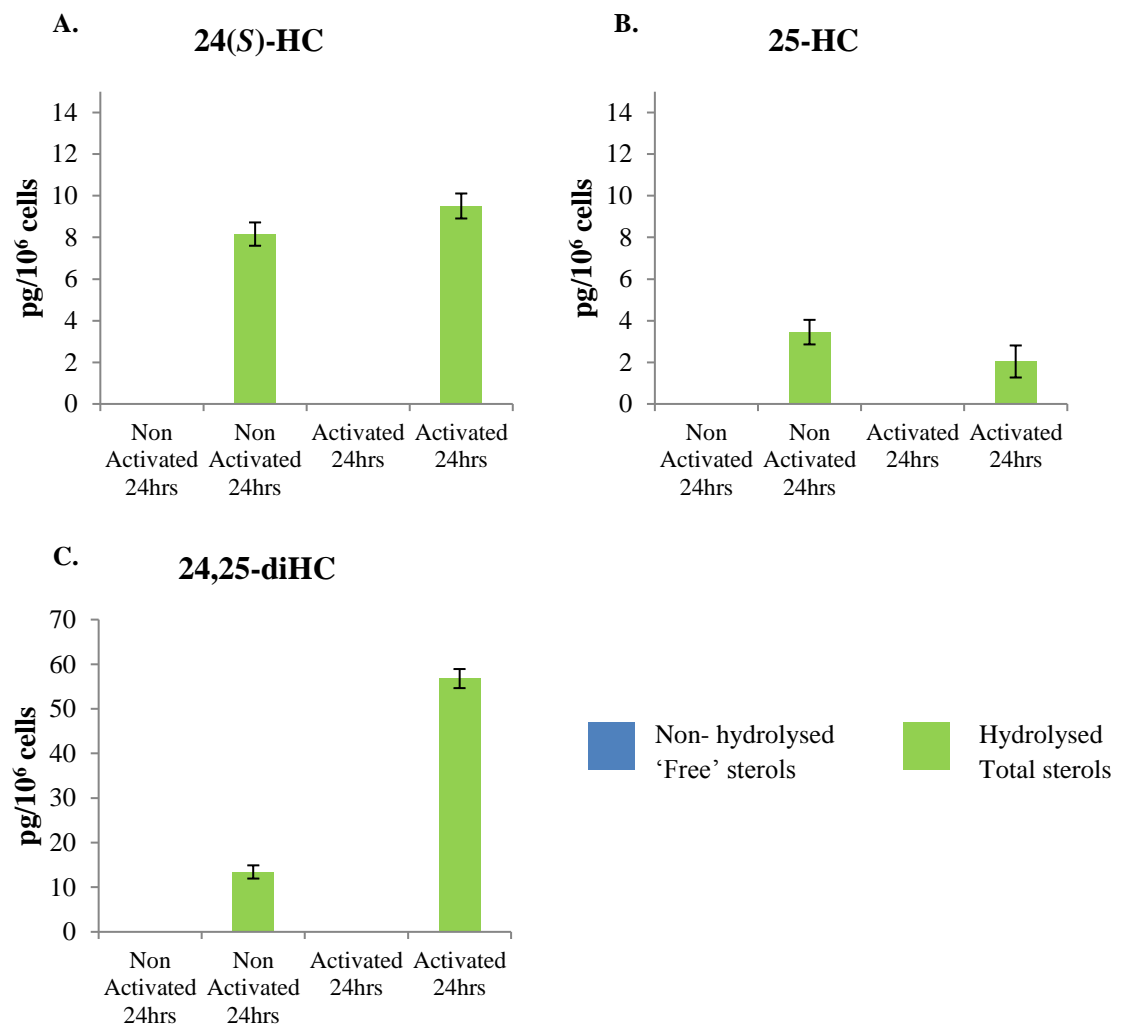 A.
24(S)-HC
14
12
10
8
6
4
2
0
pg/10⁶ cells
Non Activated Non Activated
Activated Activated 24hrs 24hrs
24hrs 24hrs
B.
25-HC
14
12
10
8
6
4
2
0
pg/10⁶ cells
Non Activated Non Activated
Activated Activated 24hrs 24hrs
24hrs 24hrs
C.
24,25-diHC
70
60
50
40
30
20
10
0
pg/10⁶ cells
Non Activated Non Activated
Activated Activated 24hrs 24hrs
24hrs 24hrs
Non- hydrolysed
‘Free’ sterols
Hydrolysed
Total sterols